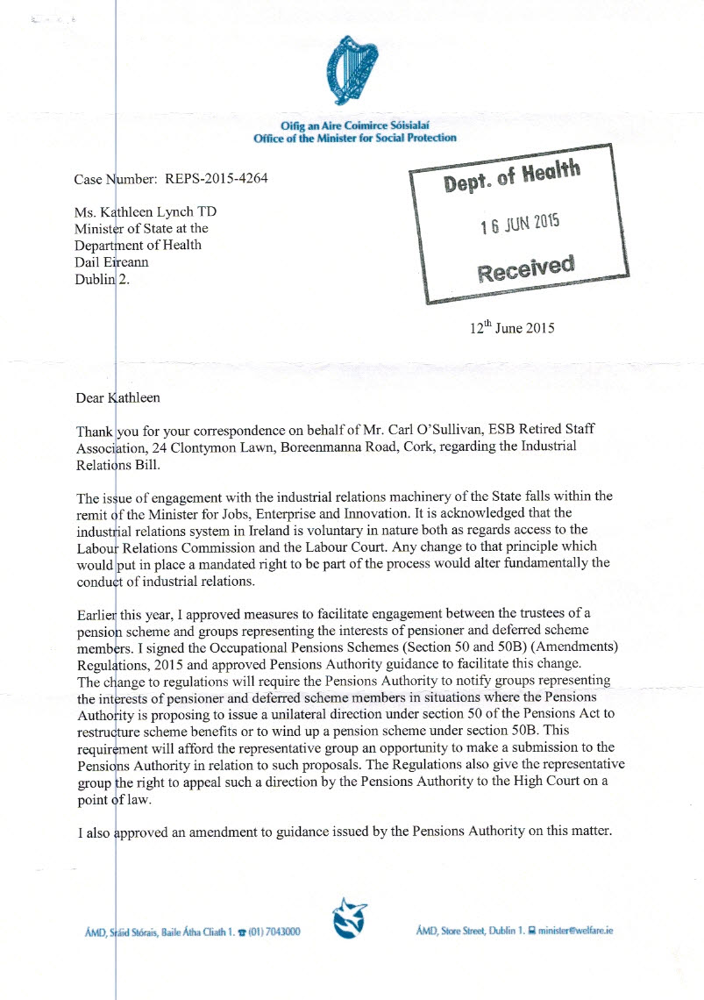 Oifig an Aire Coimirce Sóisialaí
Office of the Minister for Social Protection
Case Number: REPS-2015-4264
Dept. of Health
16 JUN 2015
Received
Ms. Kathleen Lynch TD
Minister of State at the
Department of Health
Dail Eireann
Dublin 2.
12th June 2015
Dear Kathleen
Thank you for your correspondence on behalf of Mr. Carl O'Sullivan, ESB Retired Staff
Association, 24 Clontymon Lawn, Boreenmanna Road, Cork, regarding the Industrial
Relations Bill.
The issue of engagement with the industrial relations machinery of the State falls within the
remit of the Minister for Jobs, Enterprise and Innovation. It is acknowledged that the
industrial relations system in Ireland is voluntary in nature both as regards access to the
Labour Relations Commission and the Labour Court. Any change to that principle which
would put in place a mandated right to be part of the process would alter fundamentally the
conduct of industrial relations.
Earlier this year, I approved measures to facilitate engagement between the trustees of a
pension scheme and groups representing the interests of pensioner and deferred scheme
members. I signed the Occupational Pensions Schemes (Section 50 and 50B) (Amendments)
Regulations, 2015 and approved Pensions Authority guidance to facilitate this change.
The change to regulations will require the Pensions Authority to notify groups representing
the interests of pensioner and deferred scheme members in situations where the Pensions
Authority is proposing to issue a unilateral direction under section 50 of the Pensions Act to
restructure scheme benefits or to wind up a pension scheme under section 50B. This
requirement will afford the representative group an opportunity to make a submission to the
Pensions Authority in relation to such proposals. The Regulations also give the representative
group the right to appeal such a direction by the Pensions Authority to the High Court on a
point of law.
I also approved an amendment to guidance issued by the Pensions Authority on this matter.
ÁMD, Sráid Stórais, Baile Átha Cliath 1. ☎ (01) 7043000
ÁMD, Store Street, Dublin 1. minister@welfare.ie